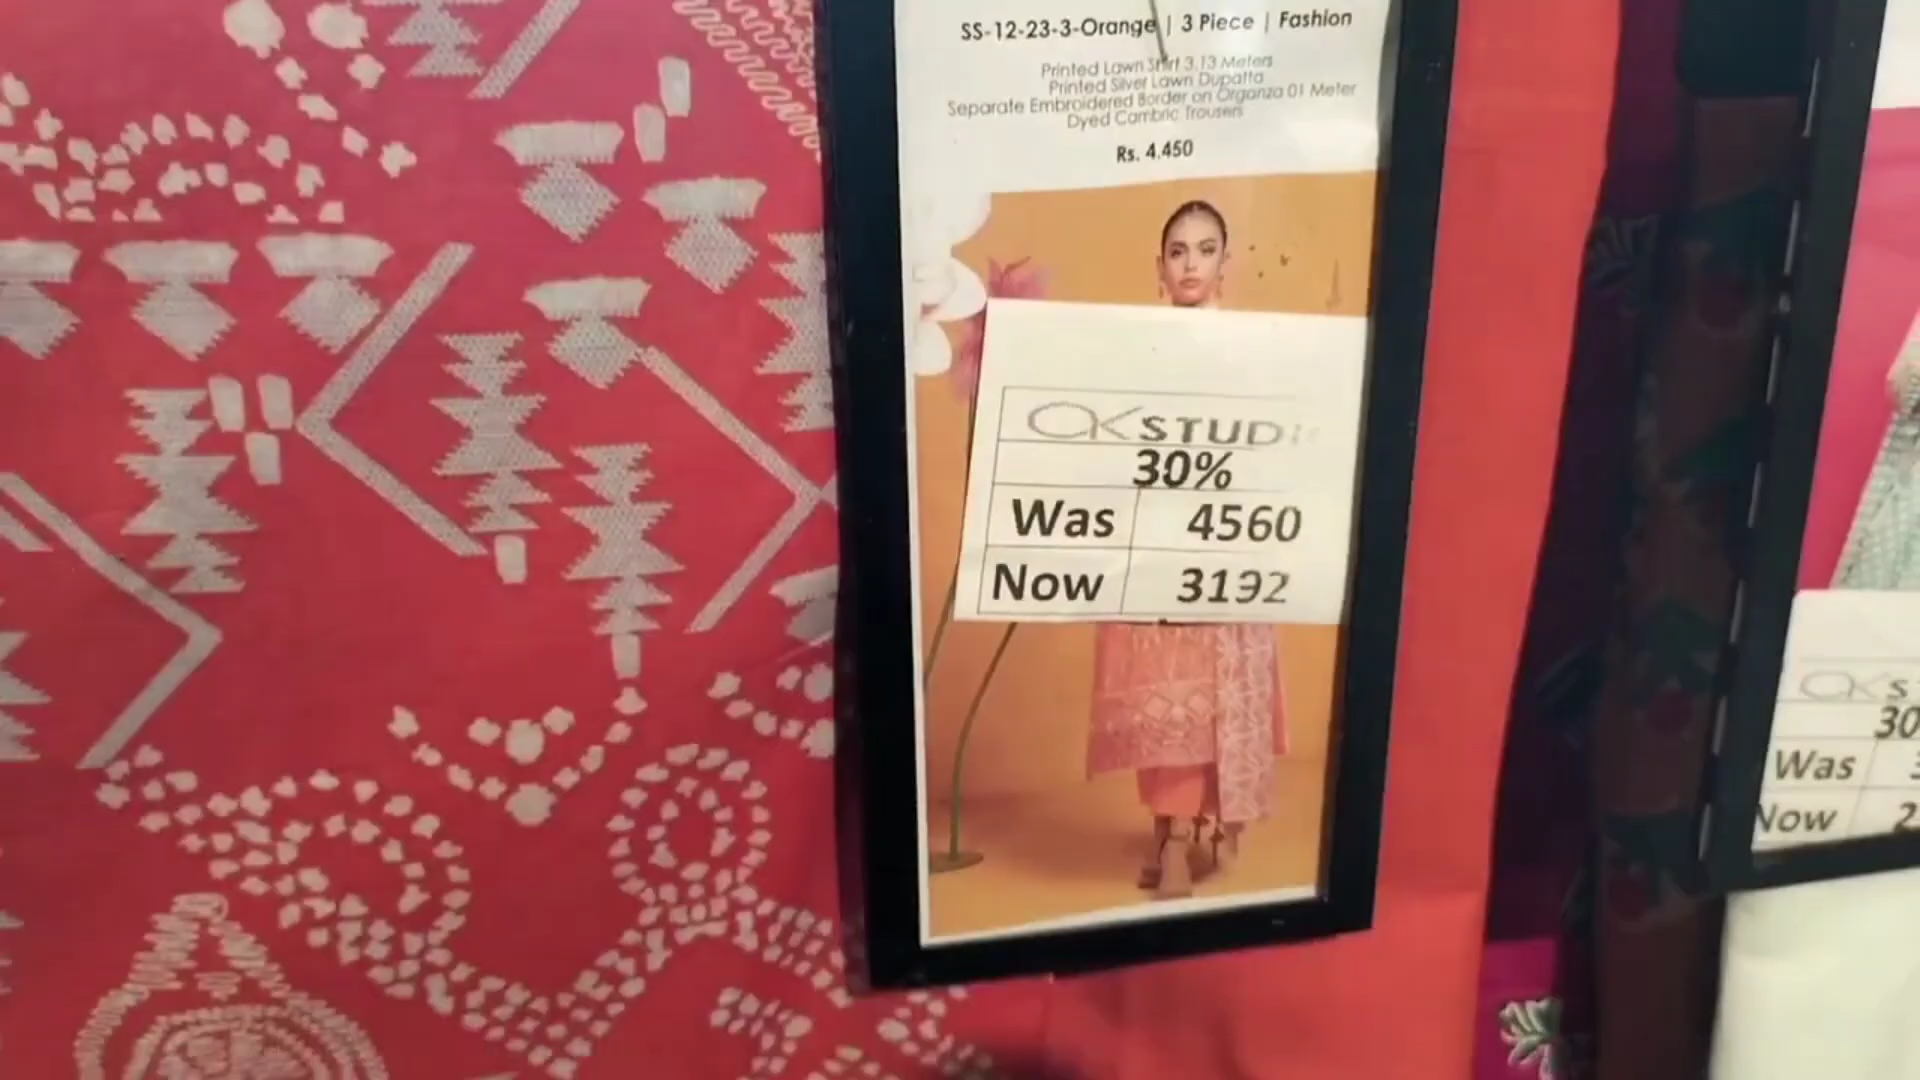 SS-12-23-3-Orange | 3 Piece | Fashion
Printed Lawn Shirt 3.13 Meters
Printed Silver Lawn Dupatta
Separate Embroidered Border on Organza 01 Meter
Dyed Cambric Trousers
Rs. 4,450
STUD
30%
Was 4560
Now 3192
S
30
Was
Now 2